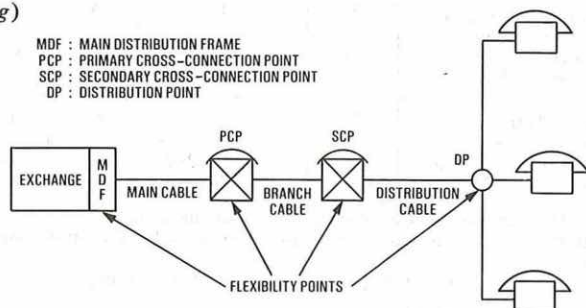 g)
MDF : MAIN DISTRIBUTION FRAME
PCP : PRIMARY CROSS-CONNECTION POINT
SCP : SECONDARY CROSS-CONNECTION POINT
DP : DISTRIBUTION POINT
PCP
SCP
DP
EXCHANGE
MDF
MAIN CABLE
BRANCH CABLE
DISTRIBUTION CABLE
FLEXIBILITY POINTS